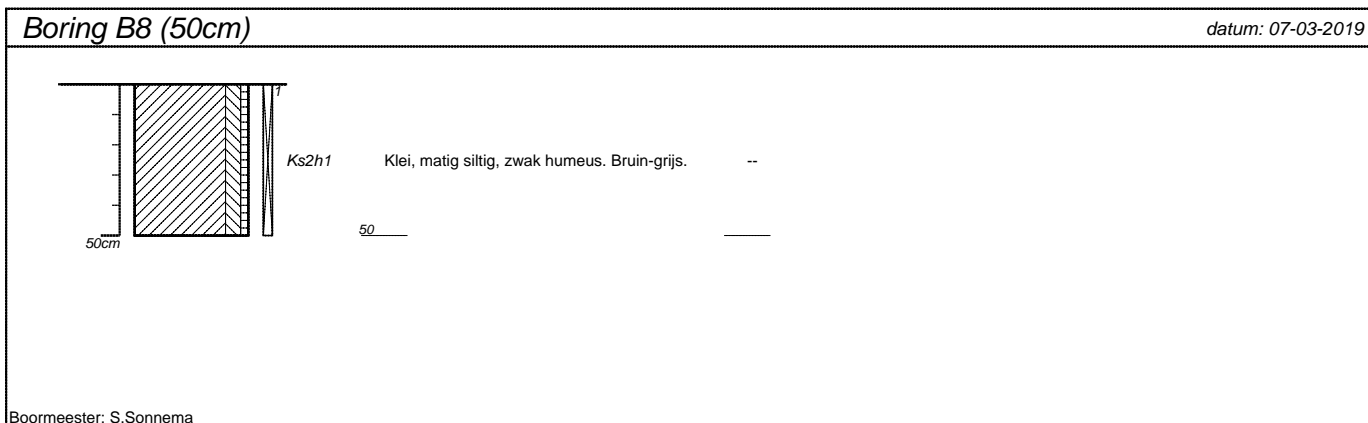 Boring B8 (50cm)
datum: 07-03-2019
1
Ks2h1
Klei, matig siltig, zwak humeus. Bruin-grijs.
--
50cm
50
Boormeester: S.Sonnema